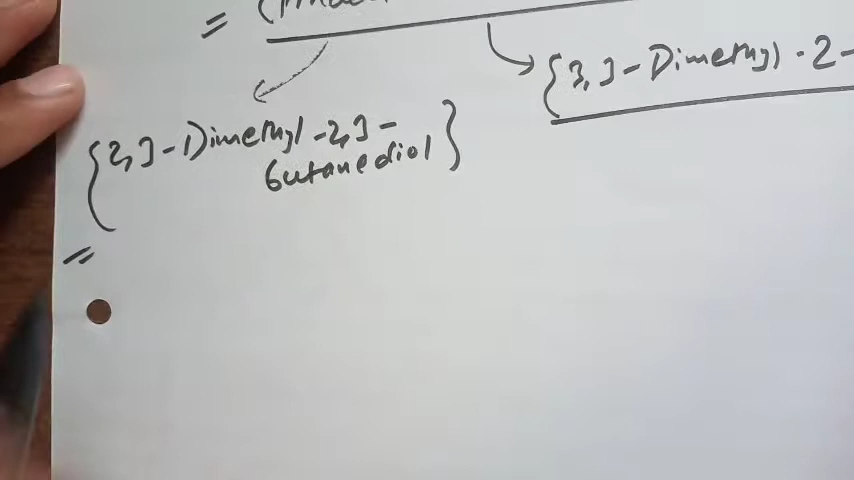 = (
{3,3-Dimethyl-2-
{2,3-Dimethyl-2,3-
butanediol}
=